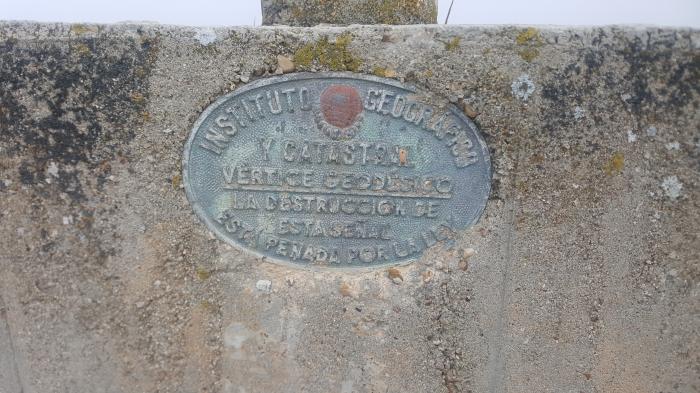 INSTITUTO GEOGRAFICO
Y CATASTRAL
VERTICE GEODESICO
LA DESTRUCCION DE
ESTA SEÑAL
ESTA PENADA POR LA LEY